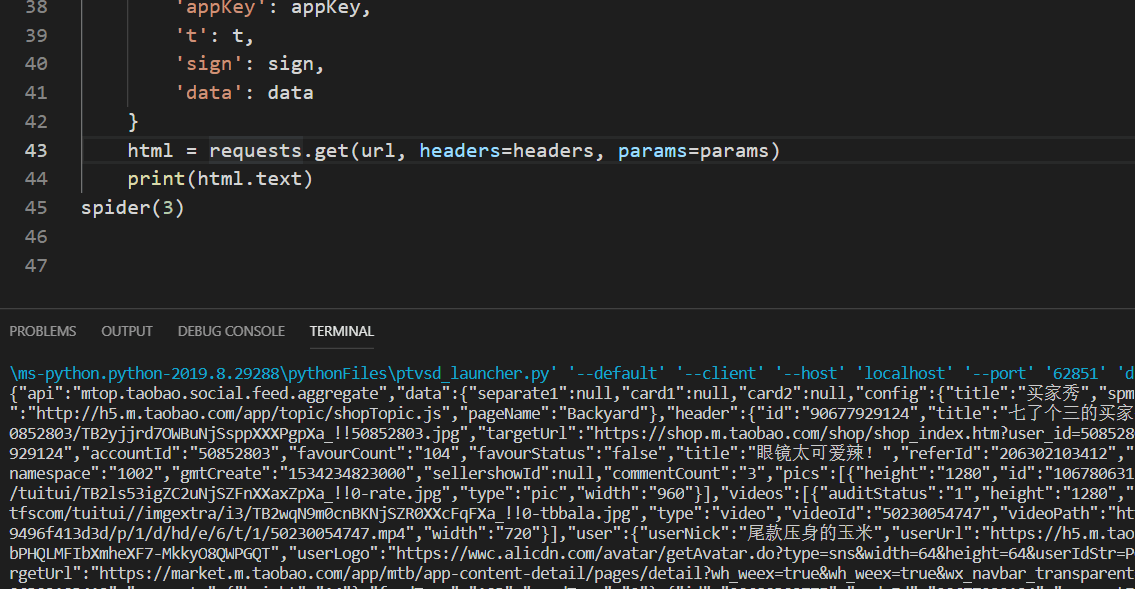 38 'appKey': appKey,
39 't': t,
40 'sign': sign,
41 'data': data
42 }
43 html = requests.get(url, headers=headers, params=params)
44 print(html.text)
45 spider(3)
46
47
PROBLEMS OUTPUT DEBUG CONSOLE TERMINAL
\ms-python.python-2019.8.29288\pythonFiles\ptvsd_launcher.py' '--default' '--client' '--host' 'localhost' '--port' '62851' 'd
{"api":"mtop.taobao.social.feed.aggregate","data":{"separate1":null,"card1":null,"card2":null,"config":{"title":"买家秀","spm
":"http://h5.m.taobao.com/app/topic/shopTopic.js","pageName":"Backyard"},"header":{"id":"90677929124","title":"七了个三的买家
0852803/TB2yjjrd7OWBuNjSsppXXXPgpXa_!!50852803.jpg","targetUrl":"https://shop.m.taobao.com/shop/shop_index.htm?user_id=508528
929124","accountId":"50852803","favourCount":"104","favourStatus":"false","title":"眼镜太可爱辣！","referId":"206302103412","
namespace":"1002","gmtCreate":"1534234823000","sellershowId":null,"commentCount":"3","pics":[{"height":"1280","id":"106780631
/tuitui/TB2ls53igZC2uNjSZFnXXaxZpXa_!!0-rate.jpg","type":"pic","width":"960"}],"videos":[{"auditStatus":"1","height":"1280","
tfscom/tuitui//imgextra/i3/TB2wqN9m0cnBKNjSZR0XXcFqFXa_!!0-tbbala.jpg","type":"video","videoId":"50230054747","videoPath":"ht
9496f413d3d/p/1/d/hd/e/6/t/1/50230054747.mp4","width":"720"}],"user":{"userNick":"尾款压身的玉米","userUrl":"https://h5.m.tao
bPHQLMFIbXmheXF7-MkkyO8QWPGQT","userLogo":"https://wwc.alicdn.com/avatar/getAvatar.do?type=sns&width=64&height=64&userIdStr=P
rgetUrl":"https://market.m.taobao.com/app/mtb/app-content-detail/pages/detail?wh_weex=true&wh_weex=true&wx_navbar_transparent